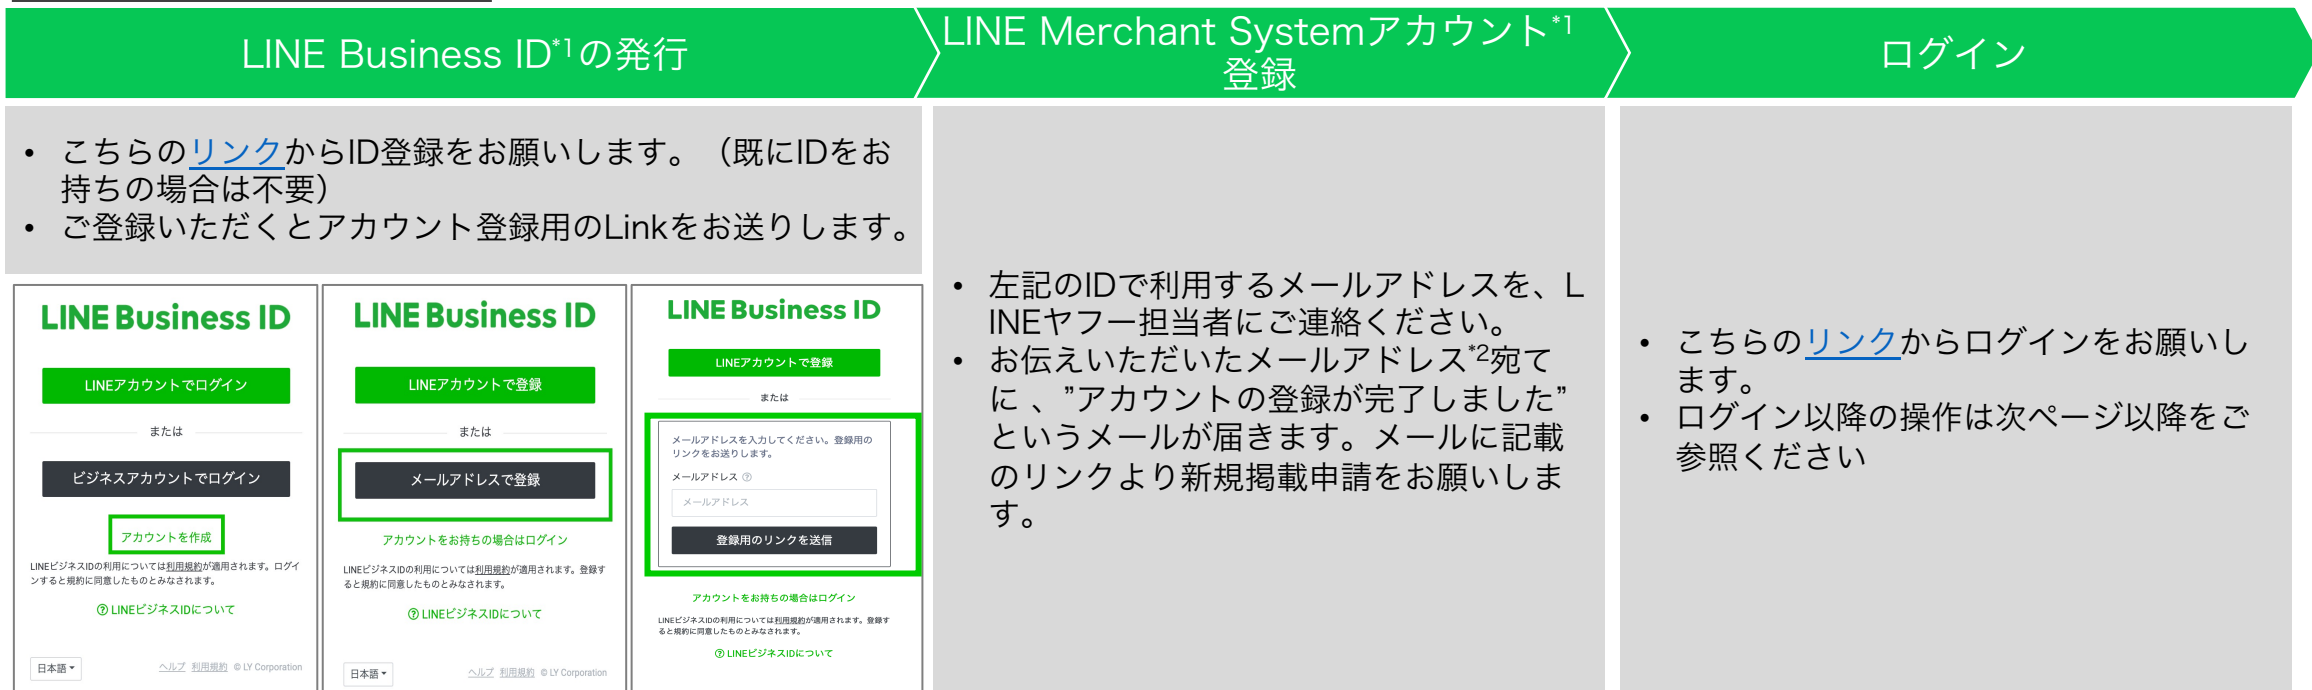 LINE Business ID*1の発行
LINE Merchant Systemアカウント*1
登録
ログイン
• こちらのリンクからID登録をお願いします。（既にIDをお
持ちの場合は不要）
• ご登録いただくとアカウント登録用のLinkをお送りします。
LINE Business ID
LINEアカウントでログイン
または
ビジネスアカウントでログイン
アカウントを作成
LINEビジネスIDの利用については利用規約が適用されます。ログイ
ンすると規約に同意したものとみなされます。
? LINEビジネスIDについて
日本語
ヘルプ 利用規約 © LY Corporation
LINE Business ID
LINEアカウントで登録
または
メールアドレスで登録
アカウントをお持ちの場合はログイン
LINEビジネスIDの利用については利用規約が適用されます。登録す
ると規約に同意したものとみなされます。
? LINEビジネスIDについて
日本語
ヘルプ 利用規約 © LY Corporation
LINE Business ID
LINEアカウントで登録
または
メールアドレスを入力してください。登録用の
リンクをお送りします。
メールアドレス ?
メールアドレス
登録用のリンクを送信
アカウントをお持ちの場合はログイン
LINEビジネスIDの利用については利用規約が適用されます。登録す
ると規約に同意したものとみなされます。
? LINEビジネスIDについて
• 左記のIDで利用するメールアドレスを、L
INEヤフー担当者にご連絡ください。
• お伝えいただいたメールアドレス*2宛て
に 、”アカウントの登録が完了しました”
というメールが届きます。メールに記載
のリンクより新規掲載申請をお願いしま
す。
• こちらのリンクからログインをお願いし
ます。
• ログイン以降の操作は次ページ以降をご
参照ください